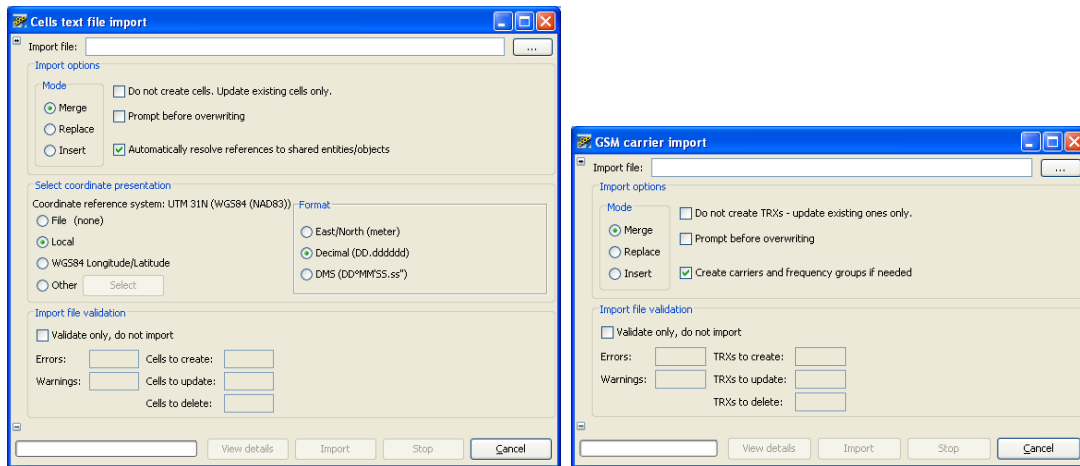 Cells text file import
Import file:
...
Import options
Mode
Merge
Replace
Insert
Do not create cells. Update existing cells only.
Prompt before overwriting
Automatically resolve references to shared entities/objects
Select coordinate presentation
Coordinate reference system: UTM 31N (WGS84 (NAD83))
File (none)
Local
WGS84 Longitude/Latitude
Other
Select
Format
East/North (meter)
Decimal (DD.dddddd)
DMS (DD°MM'SS.ss")
Import file validation
Validate only, do not import
Errors:
Cells to create:
Warnings:
Cells to update:
Cells to delete:
View details
Import
Stop
Cancel
GSM carrier import
Import file:
...
Import options
Mode
Merge
Replace
Insert
Do not create TRXs - update existing ones only.
Prompt before overwriting
Create carriers and frequency groups if needed
Import file validation
Validate only, do not import
Errors:
TRXs to create:
Warnings:
TRXs to update:
TRXs to delete:
View details
Import
Stop
Cancel